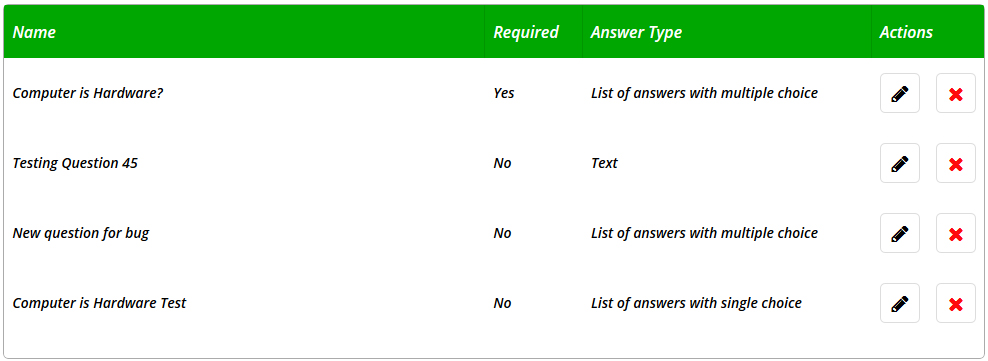 Name Required Answer Type Actions
Computer is Hardware? Yes List of answers with multiple choice
Testing Question 45 No Text
New question for bug No List of answers with multiple choice
Computer is Hardware Test No List of answers with single choice